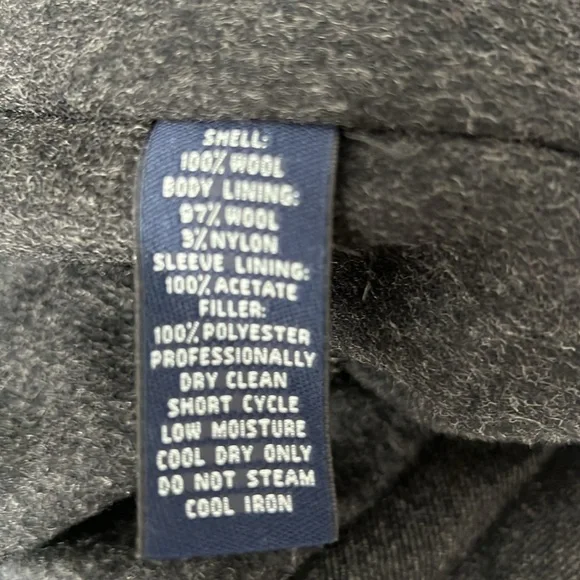 SHELL:
100% WOOL
BODY LINING:
97% WOOL
3% NYLON
SLEEVE LINING:
100% ACETATE
FILLER:
100% POLYESTER
PROFESSIONALLY
DRY CLEAN
SHORT CYCLE
LOW MOISTURE
COOL DRY ONLY
DO NOT STEAM
COOL IRON